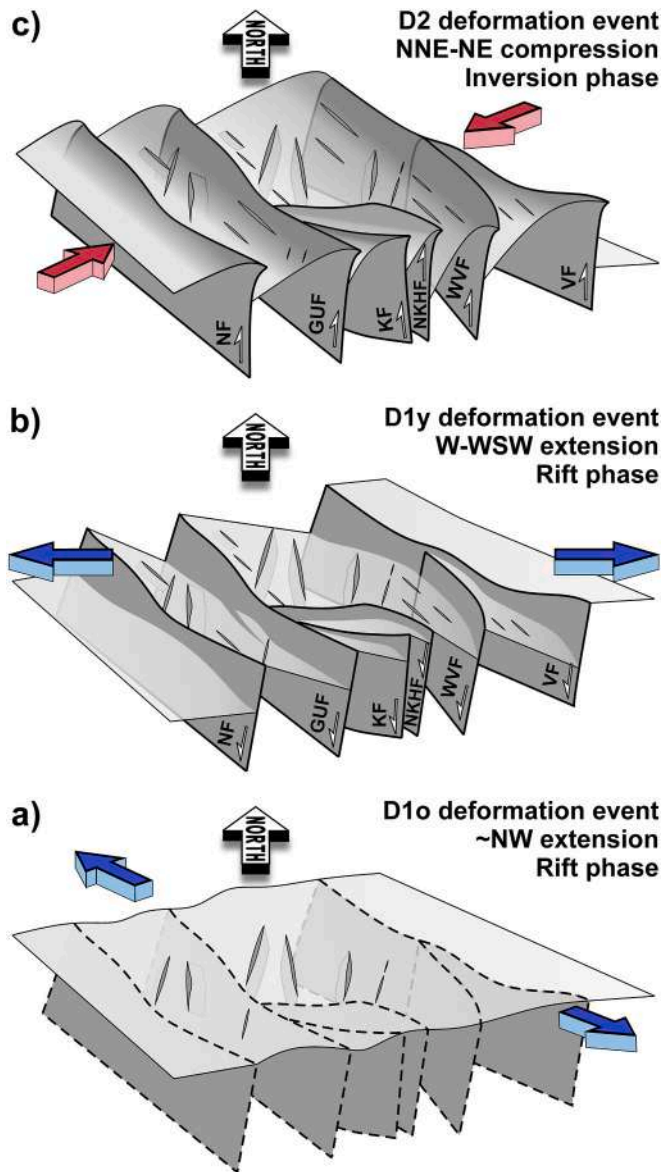 c)
NORTH
D2 deformation event
NNE-NE compression
Inversion phase
NF
GUF
KF
NKHF
WVF
VF
b)
NORTH
D1y deformation event
W-WSW extension
Rift phase
NF
GUF
KF
NKHF
WVF
VF
a)
NORTH
D1o deformation event
~NW extension
Rift phase